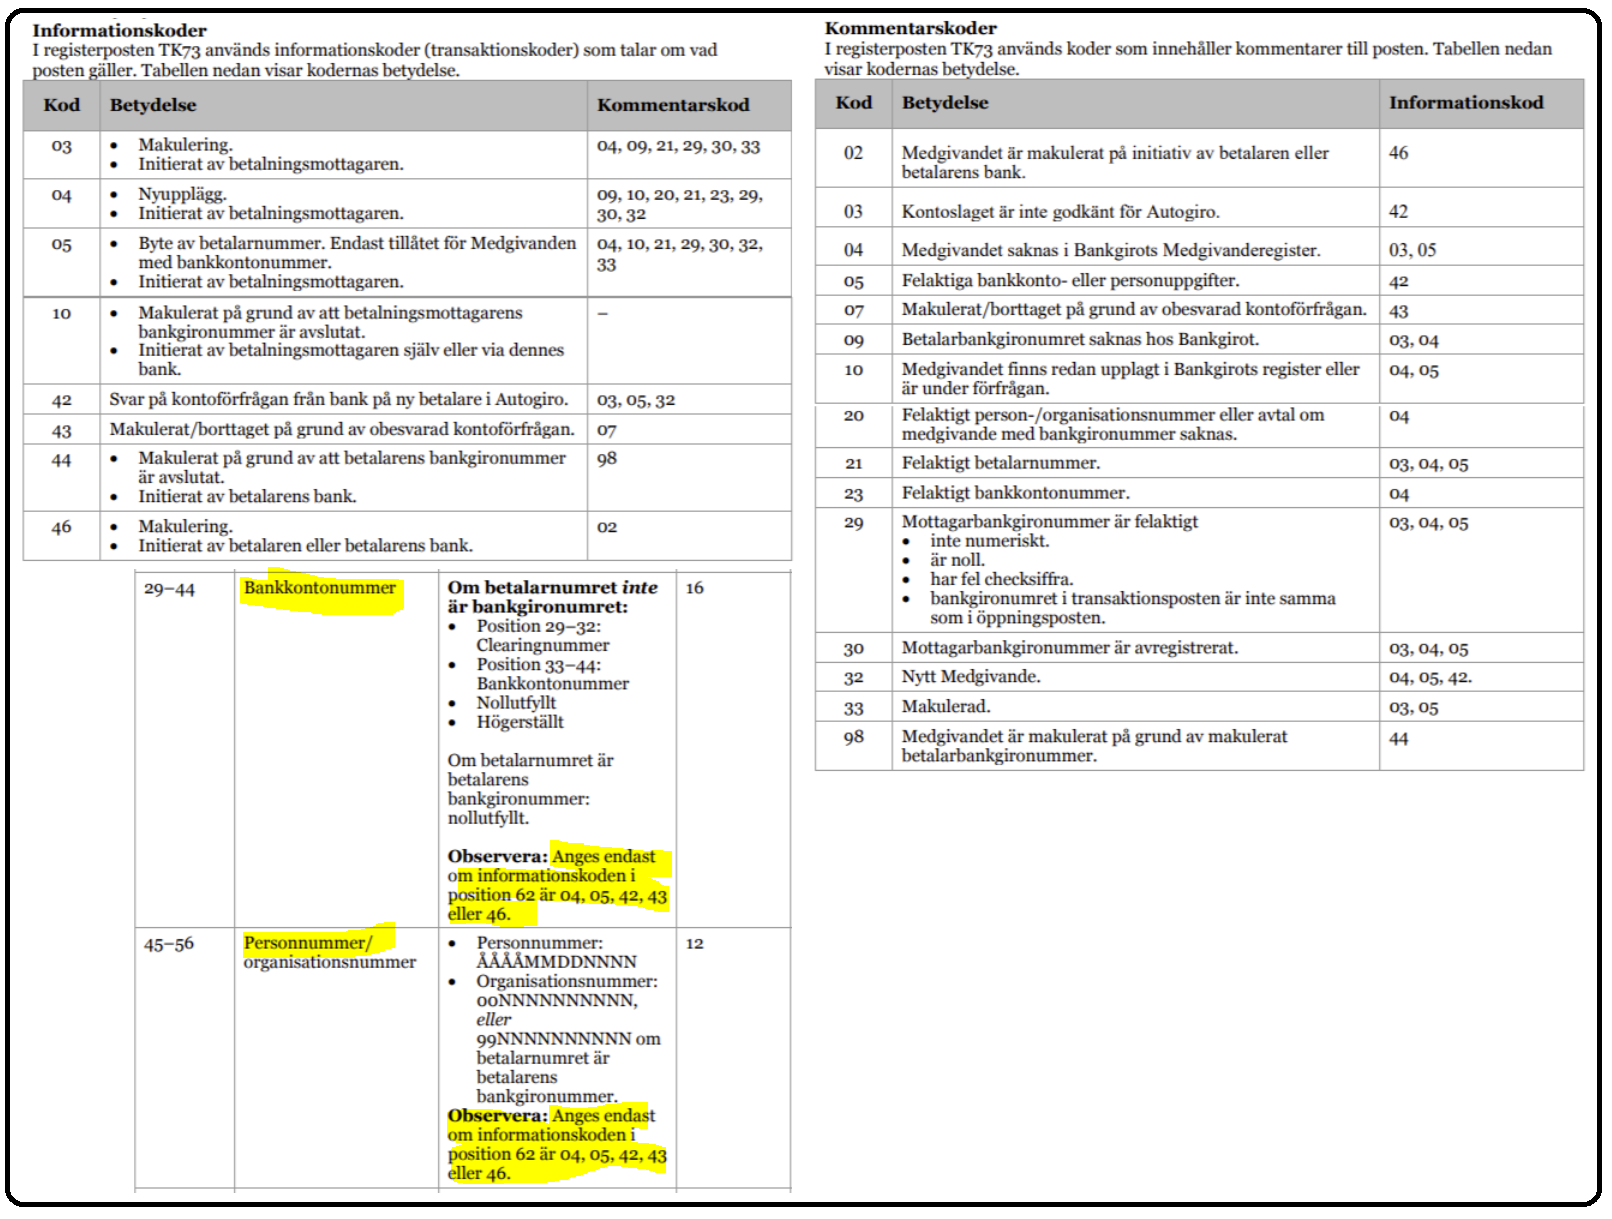 Informationskoder
I registerposten TK73 används informationskoder (transaktionskoder) som talar om vad
posten gäller. Tabellen nedan visar kodernas betydelse.
Kod Betydelse Kommentarskod
03 • Makulering. 04, 09, 21, 29, 30, 33
• Initierat av betalningsmottagaren.
04 • Nyupplägg. 09, 10, 20, 21, 23, 29,
• Initierat av betalningsmottagaren. 30, 32
05 • Byte av betalarnummer. Endast tillåtet för Medgivanden 04, 10, 21, 29, 30, 32,
med bankkontonummer. 33
• Initierat av betalningsmottagaren.
10 • Makulerat på grund av att betalningsmottagarens –
bankgironummer är avslutat.
• Initierat av betalningsmottagaren själv eller via dennes
bank.
42 Svar på kontoförfrågan från bank på ny betalare i Autogiro. 03, 05, 32
43 Makulerat/borttaget på grund av obesvarad kontoförfrågan. 07
44 • Makulerat på grund av att betalarens bankgironummer 98
är avslutat.
• Initierat av betalarens bank.
46 • Makulering. 02
• Initierat av betalaren eller betalarens bank.
29–44 Bankkontonummer Om betalarnumret inte 16
är bankgironumret:
• Position 29–32:
Clearingnummer
• Position 33–44:
Bankkontonummer
• Nollutfyllt
• Högerställt
Om betalarnumret är
betalarens
bankgironummer:
nollutfyllt.
Observera: Anges endast
om informationskoden i
position 62 är 04, 05, 42, 43
eller 46.
45–56 Personnummer/ • Personnummer: 12
organisationsnummer ÅÅÅÅMMDDNNNN
• Organisationsnummer:
00NNNNNNNNNN,
eller
99NNNNNNNNNN om
betalarnumret är
betalarens
bankgironummer.
Observera: Anges endast
om informationskoden i
position 62 är 04, 05, 42, 43
eller 46.
Kommentarskoder
I registerposten TK73 används koder som innehåller kommentarer till posten. Tabellen nedan
visar kodernas betydelse.
Kod Betydelse Informationskod
02 Medgivandet är makulerat på initiativ av betalaren eller 46
betalarens bank.
03 Kontoslaget är inte godkänt för Autogiro. 42
04 Medgivandet saknas i Bankgirots Medgivanderegister. 03, 05
05 Felaktiga bankkonto- eller personuppgifter. 42
07 Makulerat/borttaget på grund av obesvarad kontoförfrågan. 43
09 Betalarbankgironumret saknas hos Bankgirot. 03, 04
10 Medgivandet finns redan upplagt i Bankgirots register eller 04, 05
är under förfrågan.
20 Felaktigt person-/organisationsnummer eller avtal om 04
medgivande med bankgironummer saknas.
21 Felaktigt betalarnummer. 03, 04, 05
23 Felaktigt bankkontonummer. 04
29 Mottagarbankgironummer är felaktigt 03, 04, 05
• inte numeriskt.
• är noll.
• har fel checksiffra.
• bankgironumret i transaktionsposten är inte samma
som i öppningsposten.
30 Mottagarbankgironummer är avregistrerat. 03, 04, 05
32 Nytt Medgivande. 04, 05, 42.
33 Makulerad. 03, 05
98 Medgivandet är makulerat på grund av makulerat 44
betalarbankgironummer.